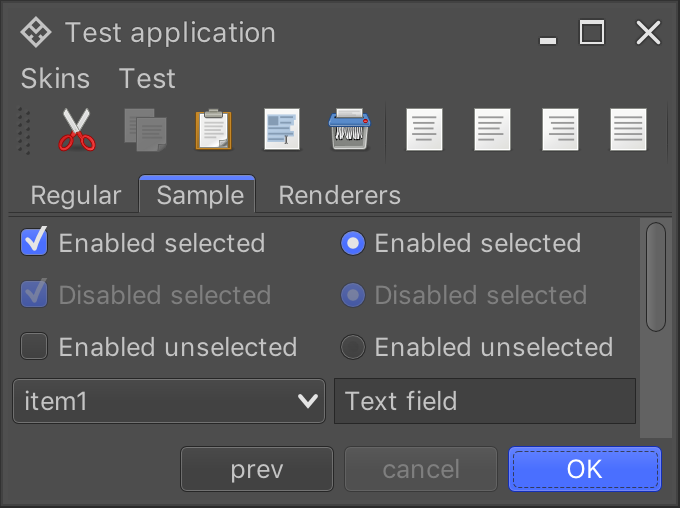 Test application
Skins Test
Regular Sample Renderers
Enabled selected Enabled selected
Disabled selected Disabled selected
Enabled unselected Enabled unselected
item1 Text field
prev cancel OK